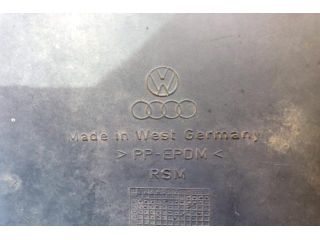 Made in West Germany
> PP-EPDM <
RSM